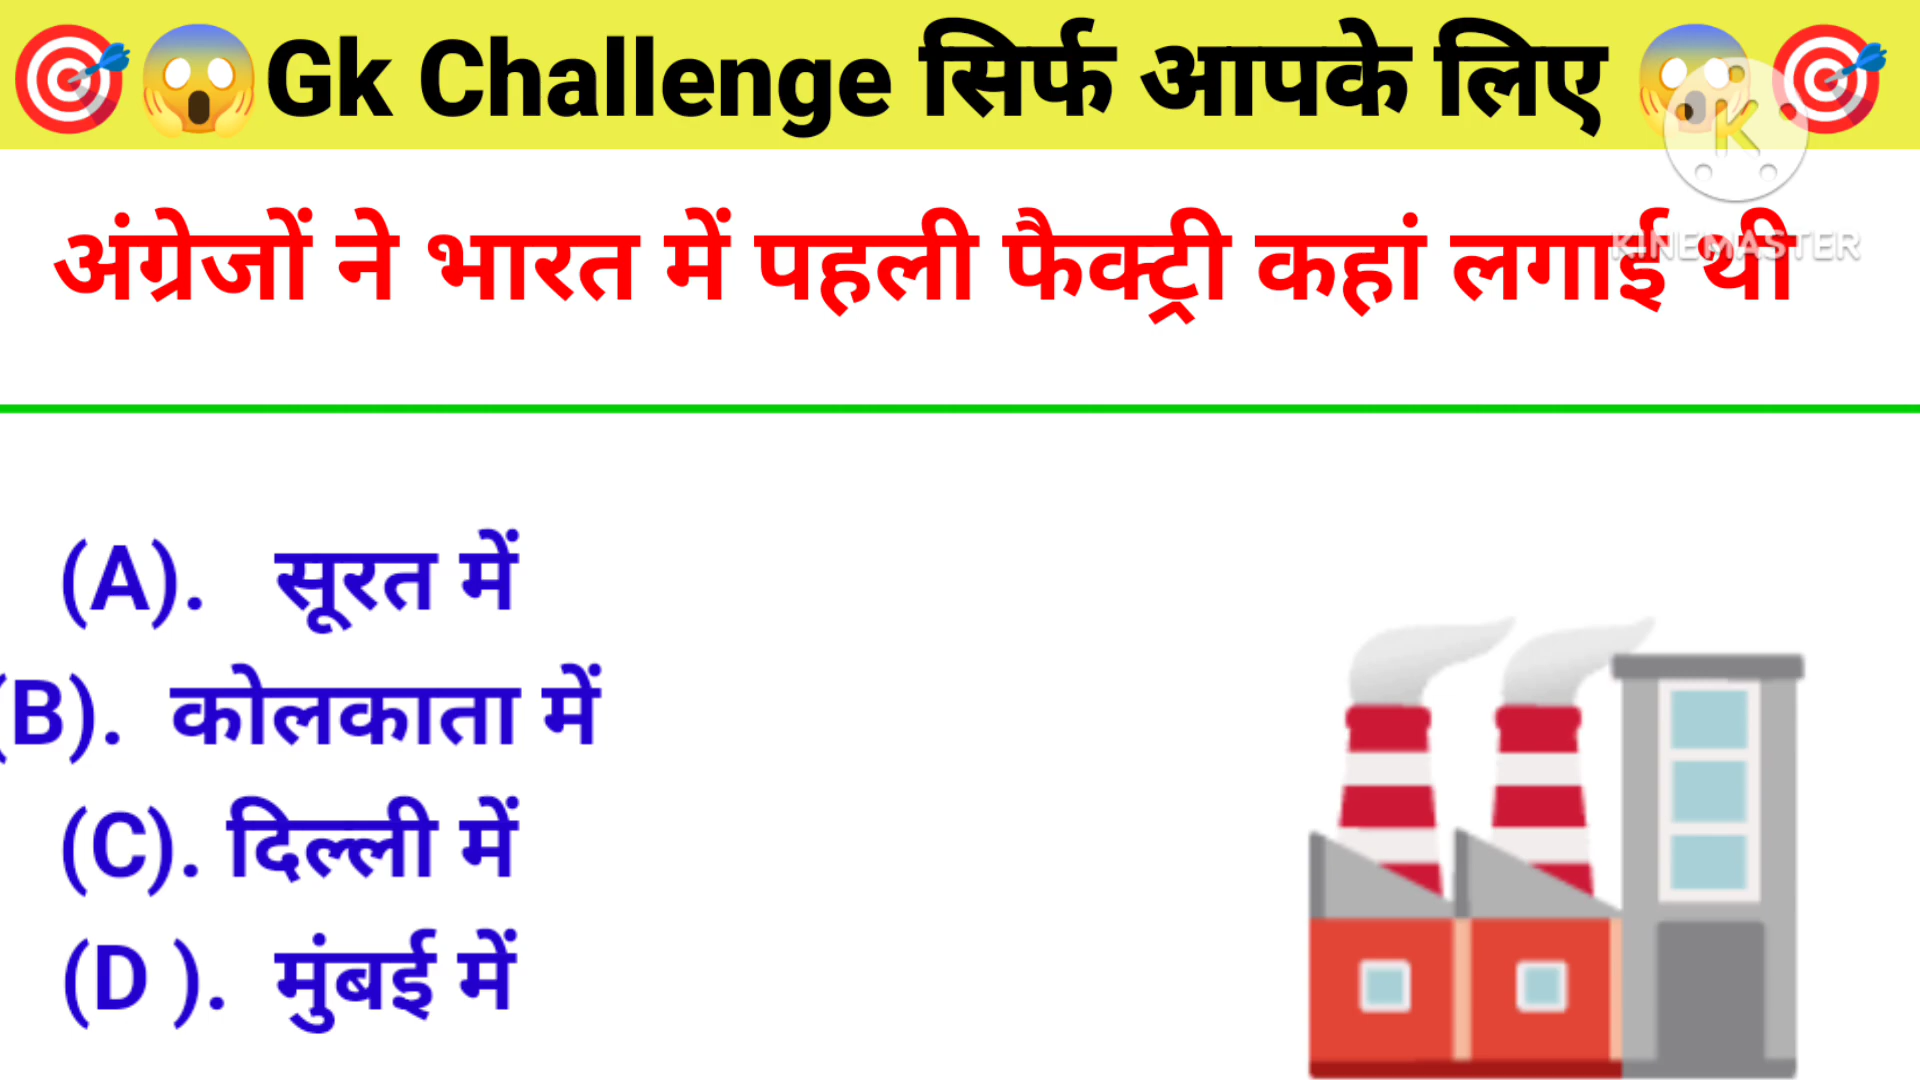 🎯😱Gk Challenge सिर्फ आपके लिए 😱🎯
K
KINEMASTER
अंग्रेजों ने भारत में पहली फैक्ट्री कहां लगाई थी
(A). सूरत में
(B). कोलकाता में
(C). दिल्ली में
(D ). मुंबई में